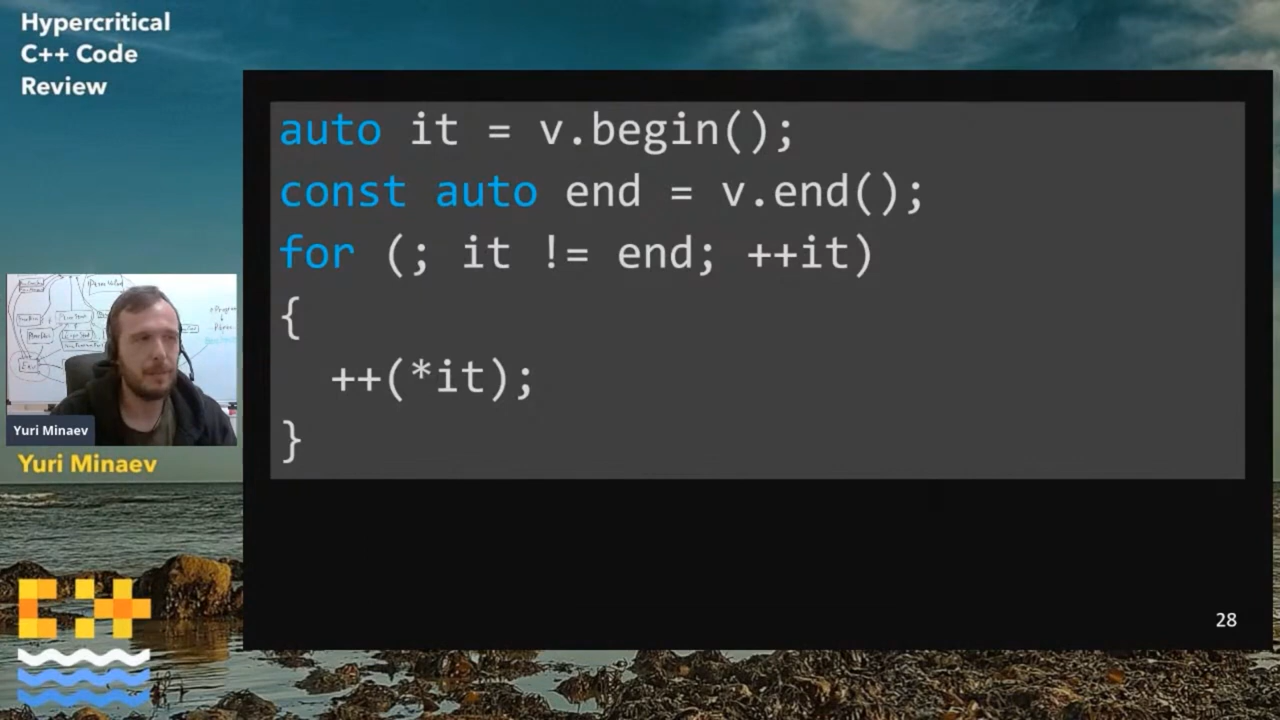 Hypercritical
C++ Code
Review
auto it = v.begin();
const auto end = v.end();
for (; it != end; ++it)
{
  ++(*it);
}
Yuri Minaev
Yuri Minaev
C++
28